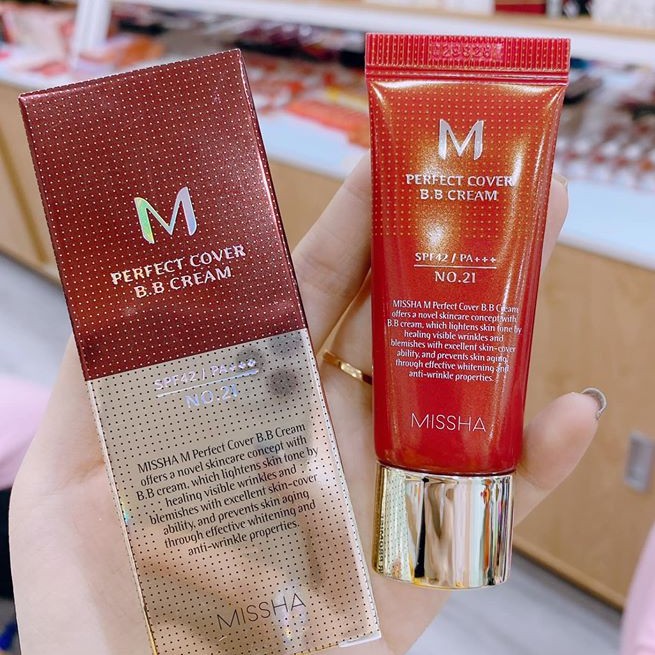 M
PERFECT COVER
B.B CREAM
SPF42 / PA+++
NO.21
MISSHA M Perfect Cover B.B Cream
offers a novel skincare concept with
B.B cream, which lightens skin tone by
healing visible wrinkles and
blemishes with excellent skin-cover
ability, and prevents skin aging
through effective whitening and
anti-wrinkle properties.
MISSHA
M
PERFECT COVER
B.B CREAM
SPF42 / PA+++
NO.21
MISSHA M Perfect Cover B.B Cream
offers a novel skincare concept with
B.B cream, which lightens skin tone by
healing visible wrinkles and
blemishes with excellent skin-cover
ability, and prevents skin aging
through effective whitening and
anti-wrinkle properties.
MISSHA